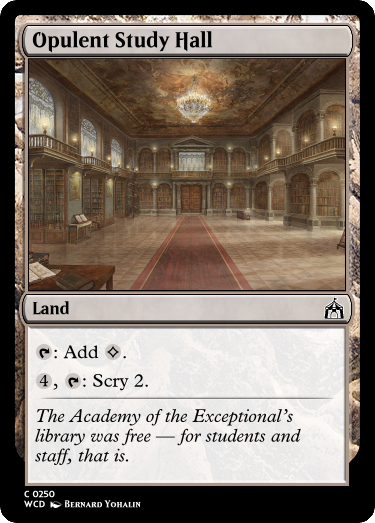 Opulent Study Hall
Land
: Add .
4, : Scry 2.
The Academy of the Exceptional's
library was free — for students and
staff, that is.
C 0250
WCD Bernard Yohalin